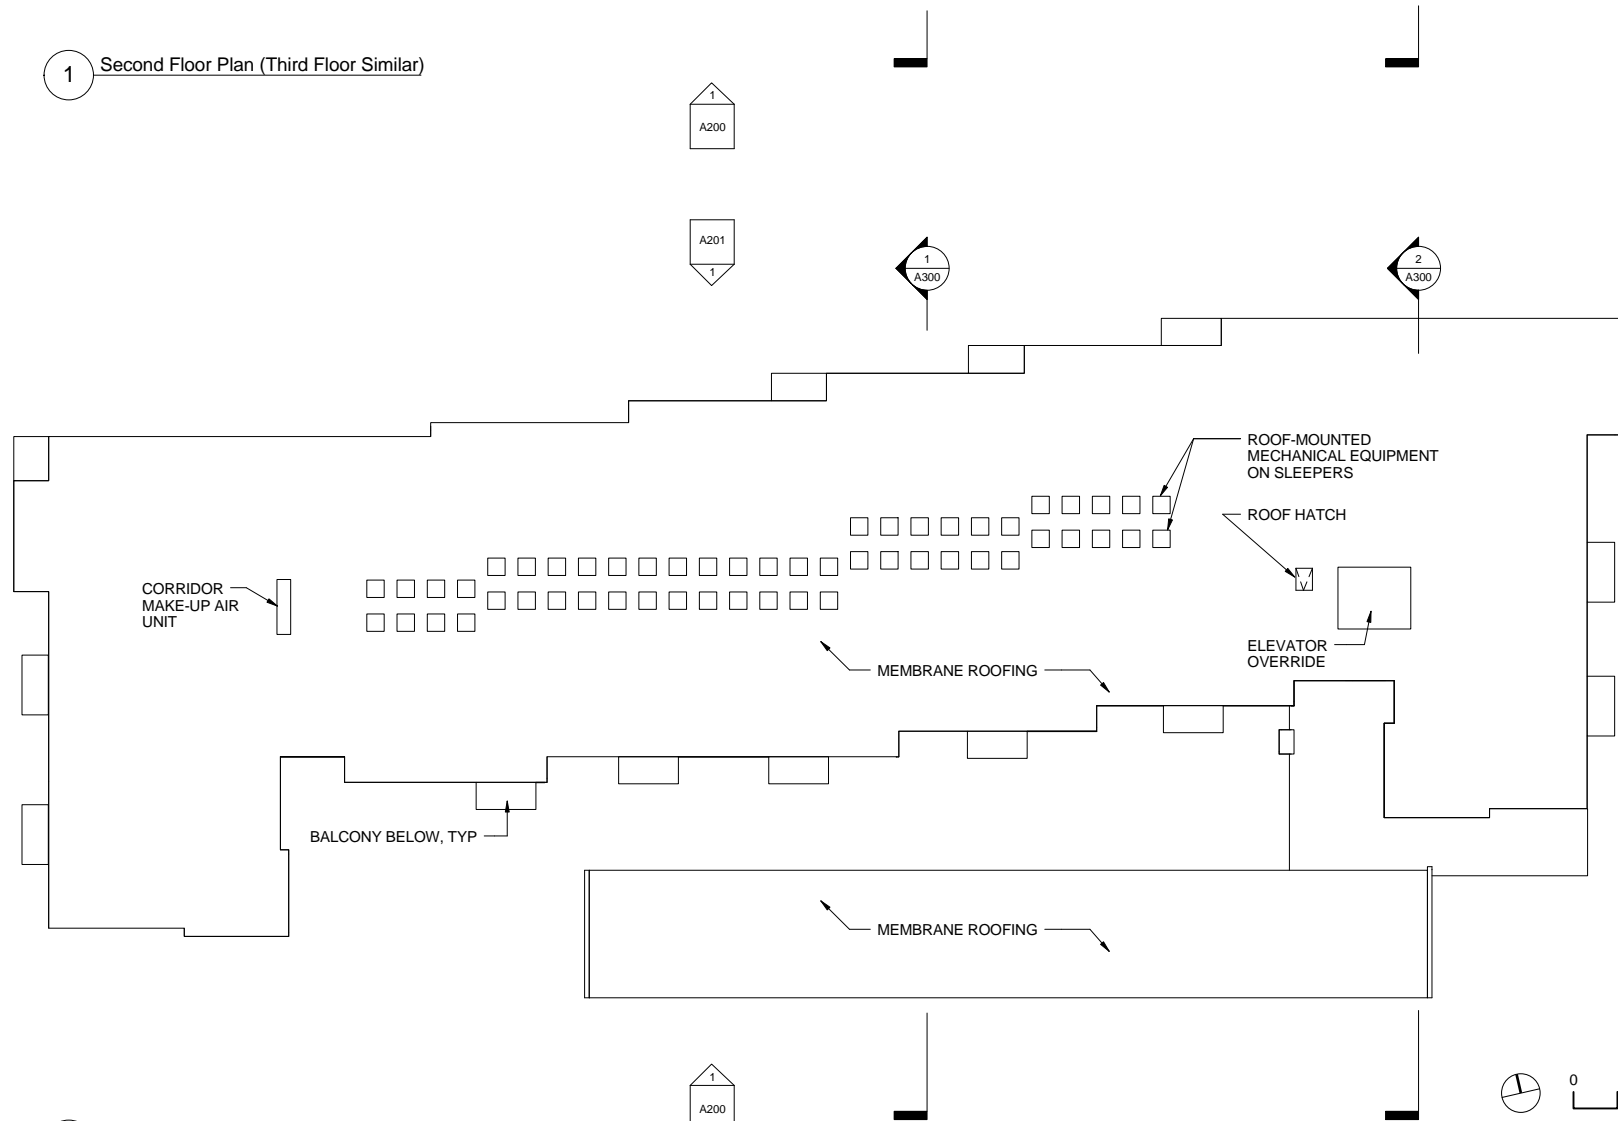 1
Second Floor Plan (Third Floor Similar)
1
A200
A201
1
1
A300
2
A300
ROOF-MOUNTED
MECHANICAL EQUIPMENT
ON SLEEPERS
ROOF HATCH
CORRIDOR
MAKE-UP AIR
UNIT
ELEVATOR
OVERRIDE
MEMBRANE ROOFING
BALCONY BELOW, TYP
MEMBRANE ROOFING
1
A200
0